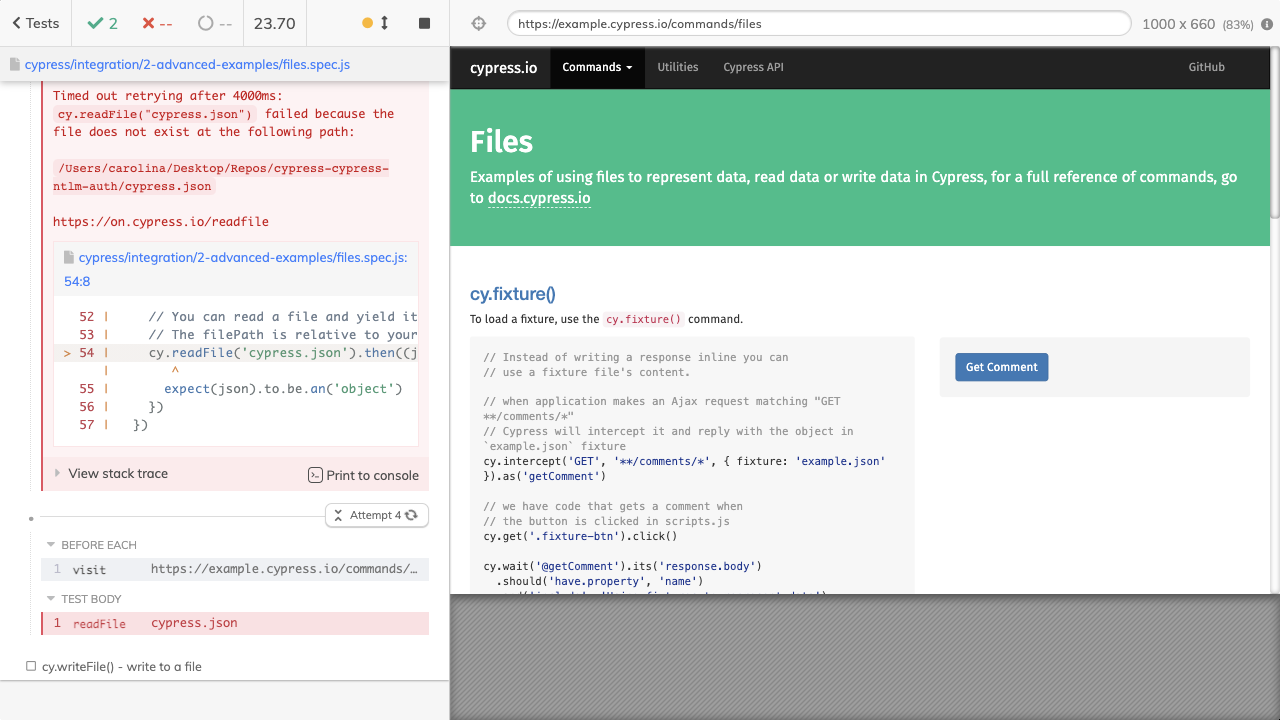 Tests
2
--
--
23.70
cypress/integration/2-advanced-examples/files.spec.js
Timed out retrying after 4000ms:
cy.readFile("cypress.json") failed because the
file does not exist at the following path:
/Users/carolina/Desktop/Repos/cypress-cypress-
ntlm-auth/cypress.json
https://on.cypress.io/readfile
cypress/integration/2-advanced-examples/files.spec.js:
54:8
52 | // You can read a file and yield it
53 | // The filePath is relative to your
> 54 | cy.readFile('cypress.json').then((j
| ^
55 | expect(json).to.be.an('object')
56 | })
57 | })
View stack trace
Print to console
Attempt 4
BEFORE EACH
1 visit https://example.cypress.io/commands/…
TEST BODY
1 readFile cypress.json
cy.writeFile() - write to a file
https://example.cypress.io/commands/files
1000 x 660 (83%)
cypress.io
Commands
Utilities
Cypress API
GitHub
Files
Examples of using files to represent data, read data or write data in Cypress, for a full reference of commands, go
to docs.cypress.io
cy.fixture()
To load a fixture, use the cy.fixture() command.
// Instead of writing a response inline you can
// use a fixture file's content.
// when application makes an Ajax request matching "GET
**/comments/*"
// Cypress will intercept it and reply with the object in
`example.json` fixture
cy.intercept('GET', '**/comments/*', { fixture: 'example.json'
}).as('getComment')
// we have code that gets a comment when
// the button is clicked in scripts.js
cy.get('.fixture-btn').click()
cy.wait('@getComment').its('response.body')
.should('have.property', 'name')
Get Comment